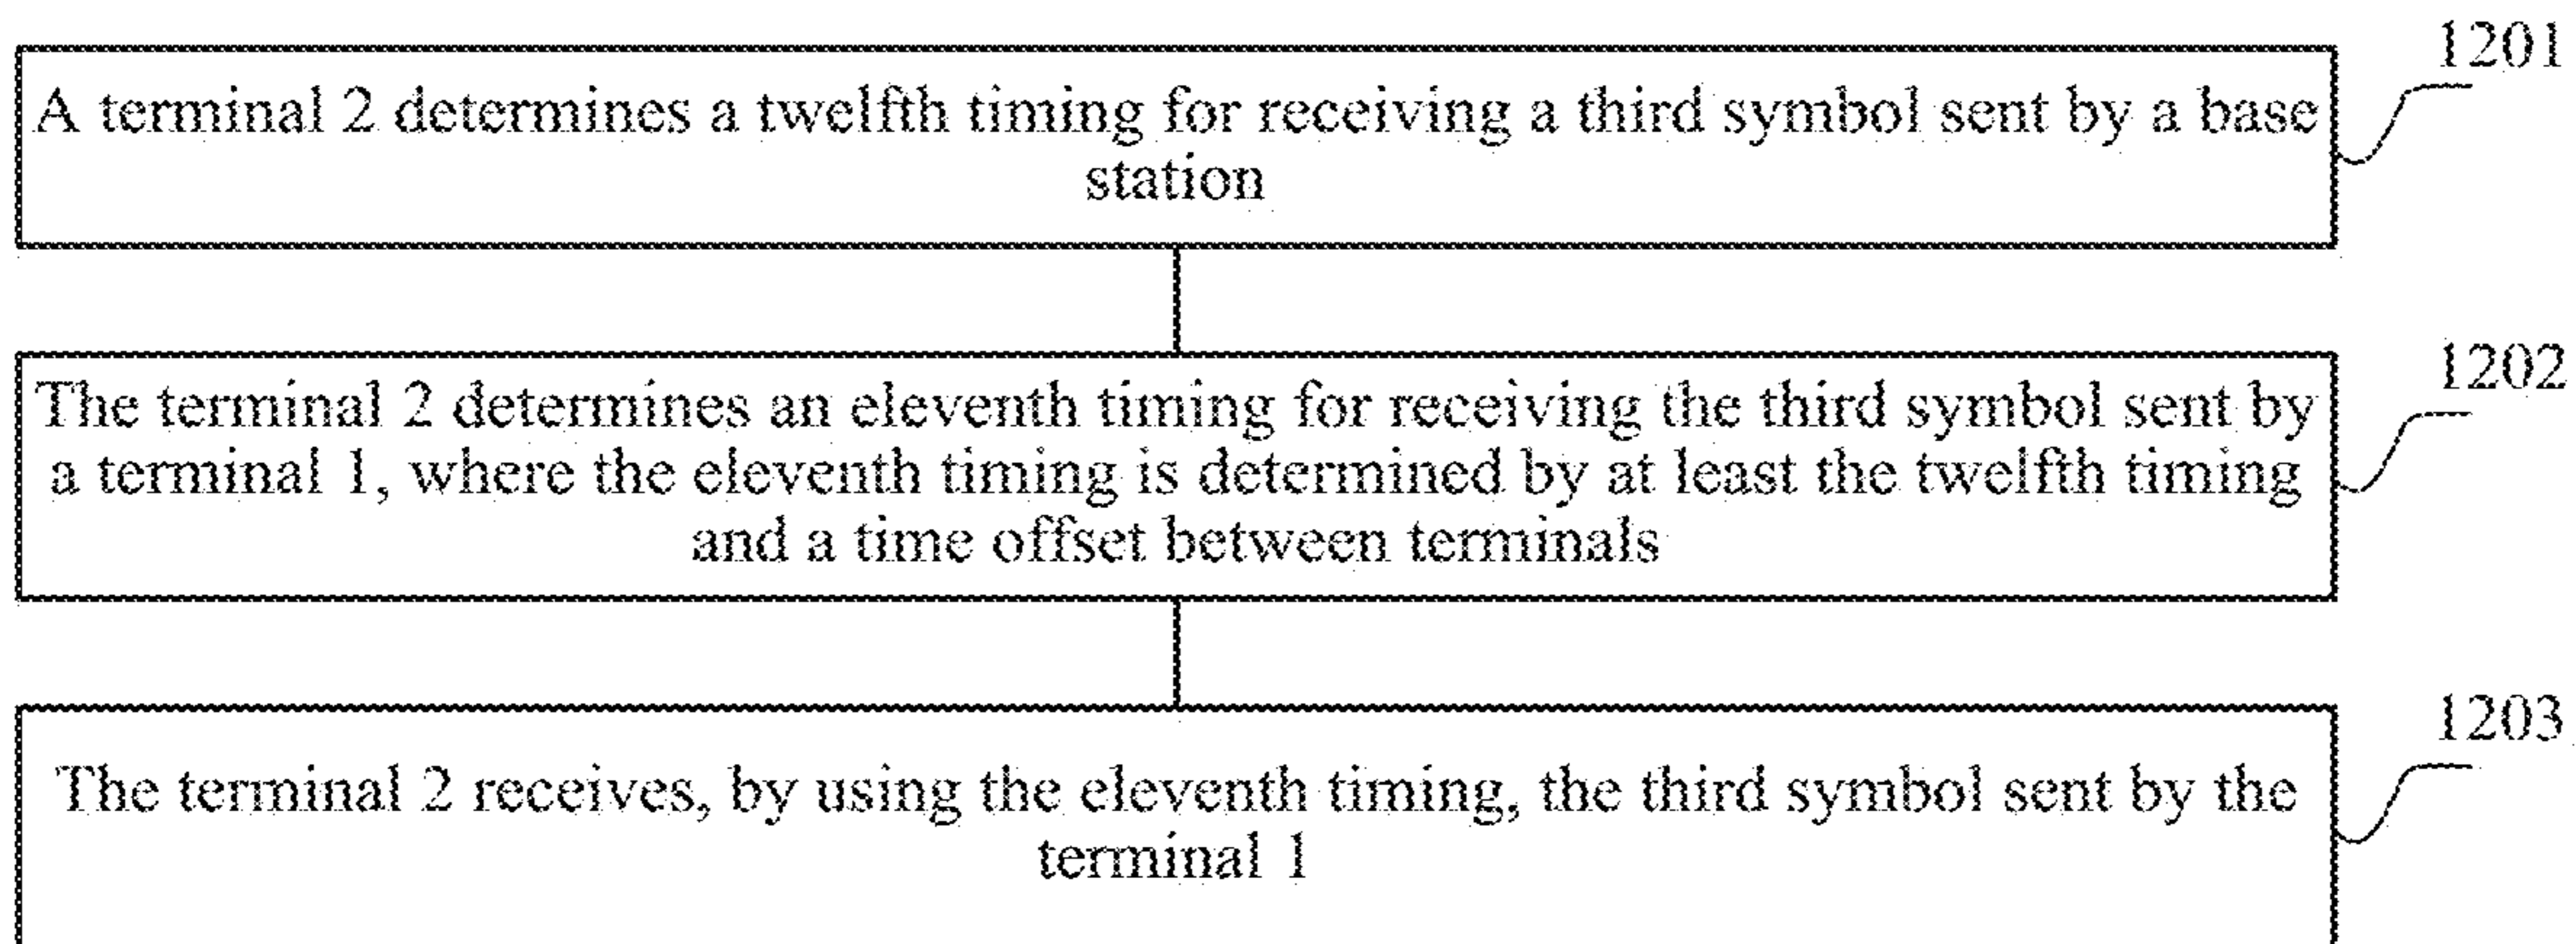 1201
A terminal 2 determines a twelfth timing for receiving a third symbol sent by a base
station
1202
The terminal 2 determines an eleventh timing for receiving the third symbol sent by
a terminal 1, where the eleventh timing is determined by at least the twelfth timing
and a time offset between terminals
1203
The terminal 2 receives, by using the eleventh timing, the third symbol sent by the
terminal 1